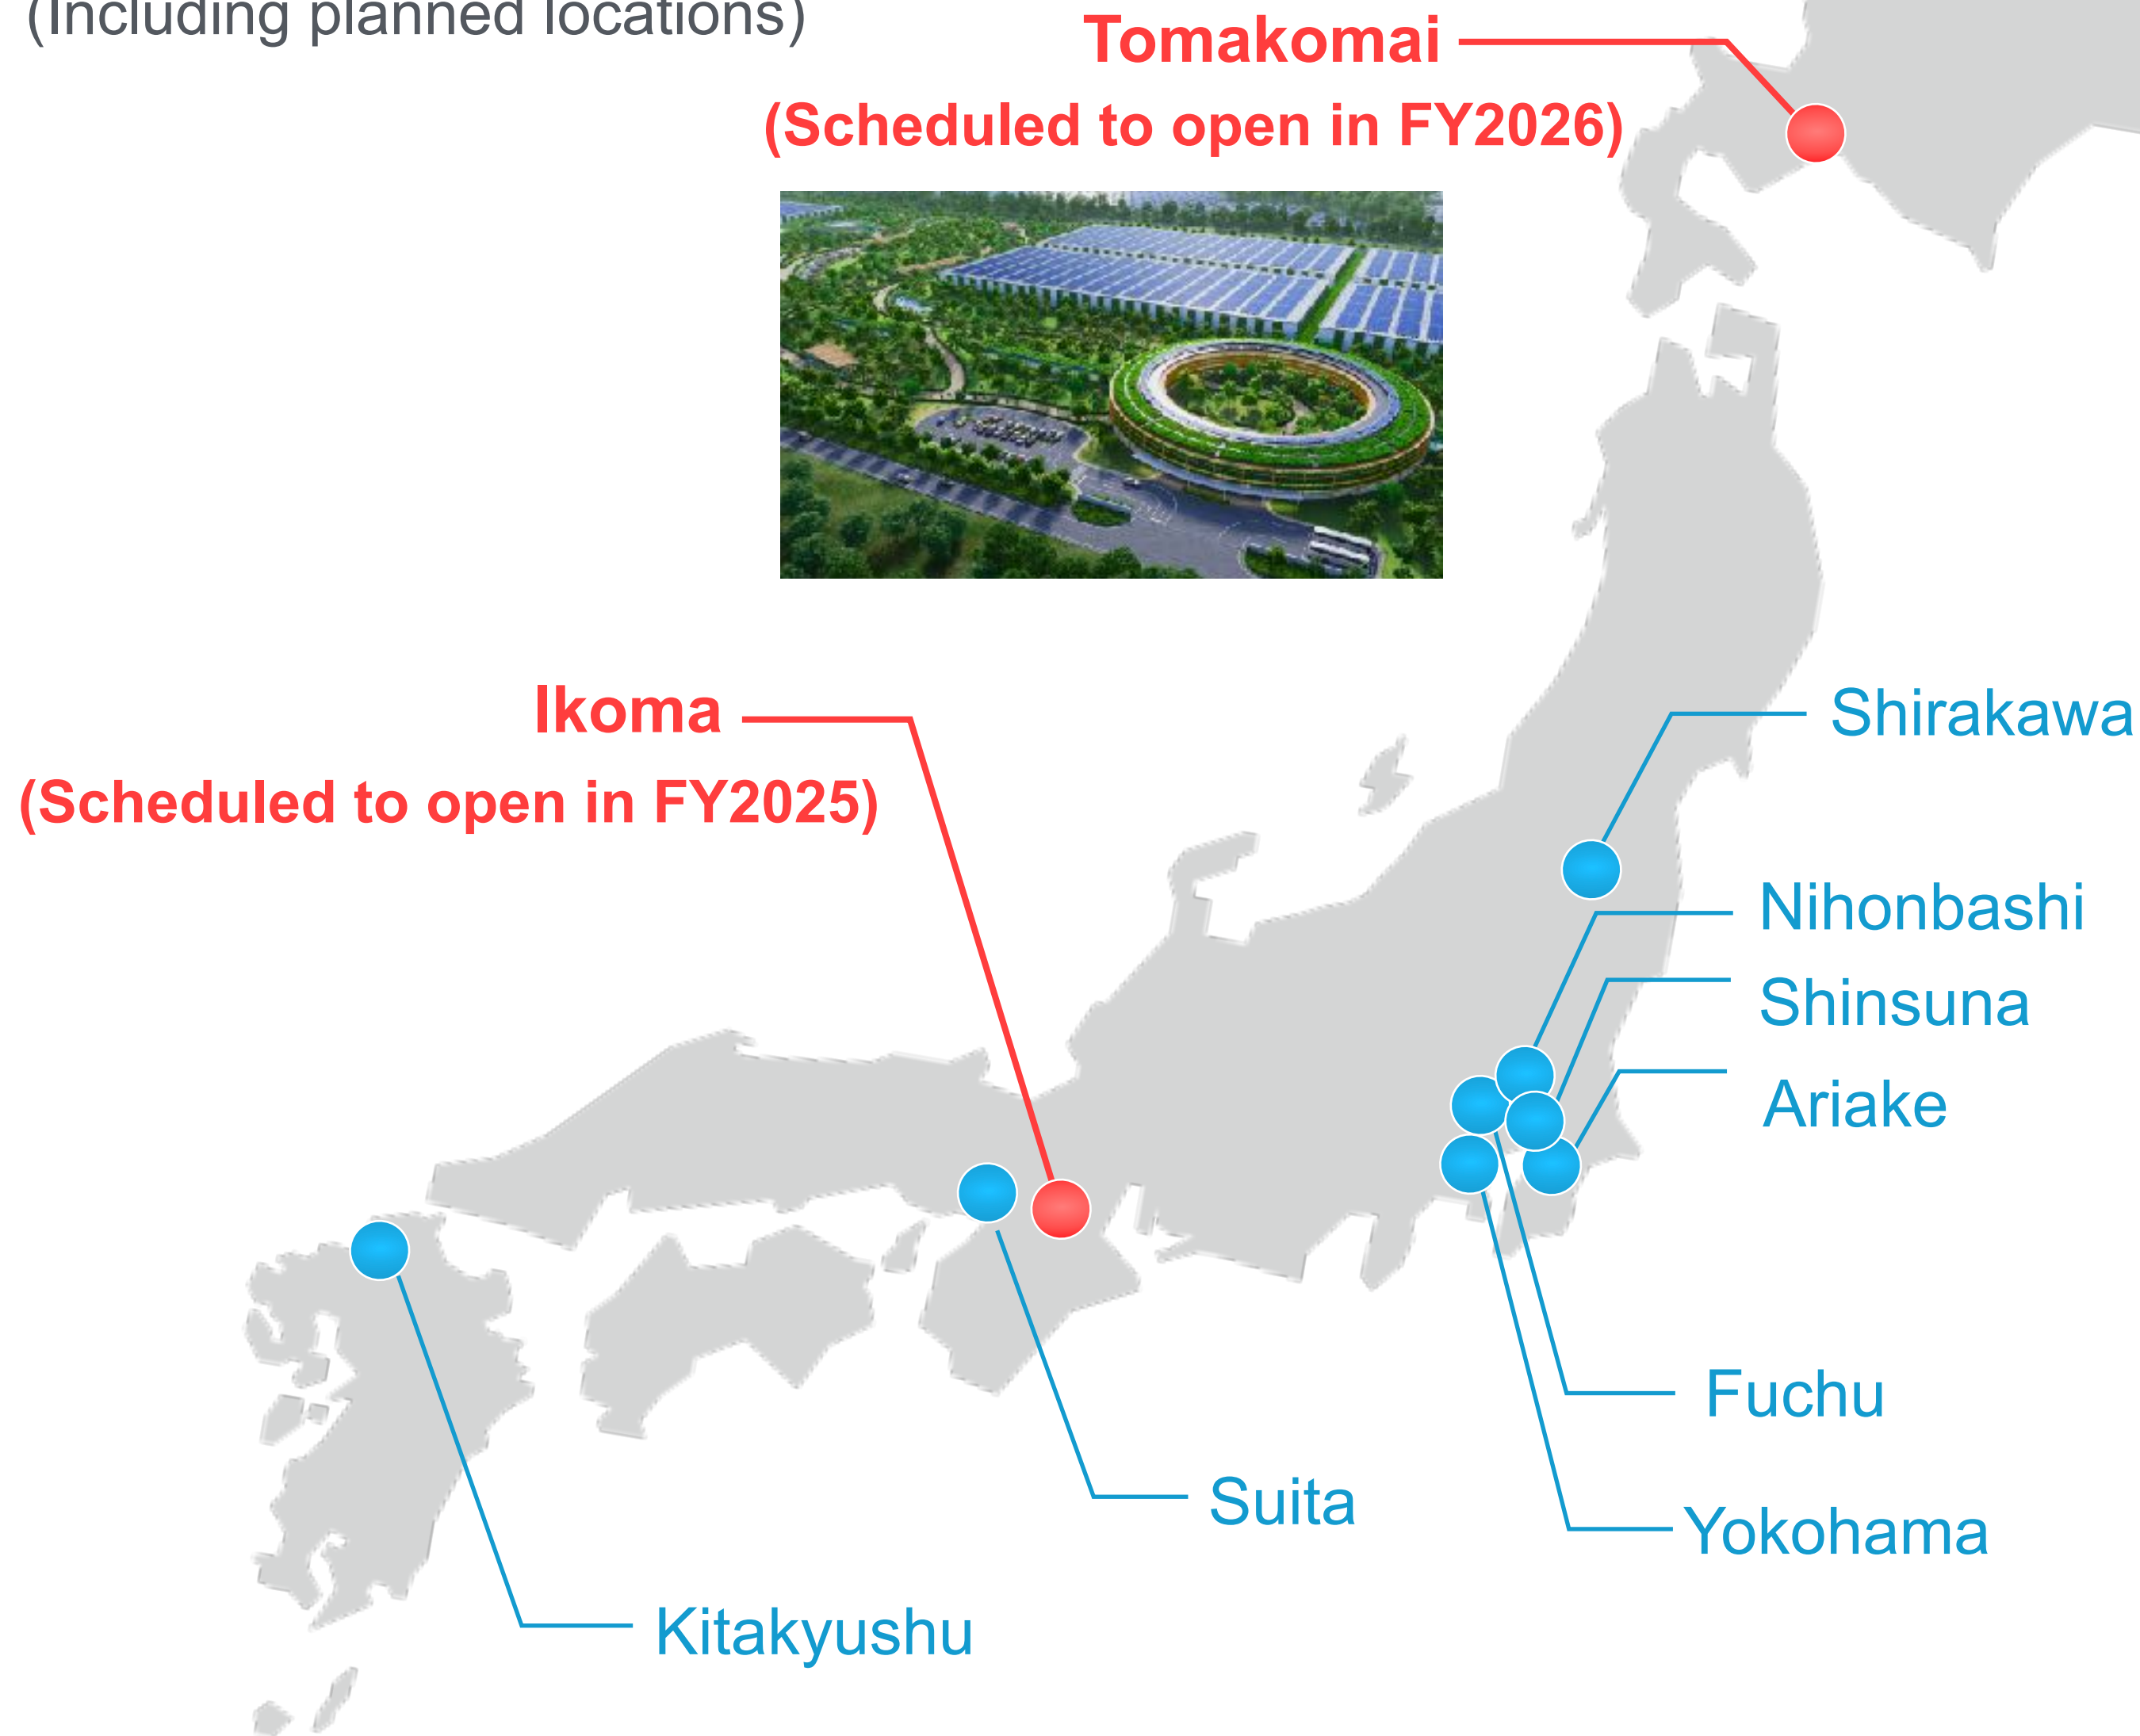 (Including planned locations)
Tomakomai
(Scheduled to open in FY2026)
Ikoma
(Scheduled to open in FY2025)
Shirakawa
Nihonbashi
Shinsuna
Ariake
Fuchu
Suita
Yokohama
Kitakyushu